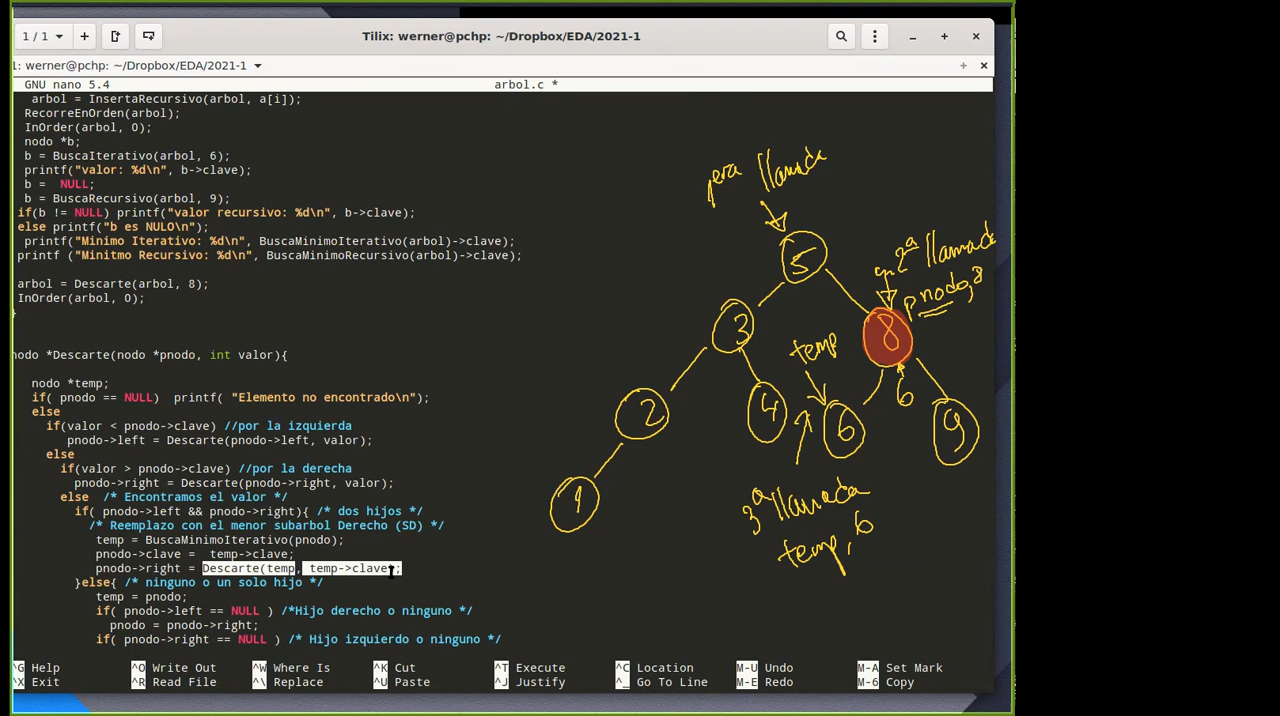 1 / 1
Tilix: werner@pchp: ~/Dropbox/EDA/2021-1
1: werner@pchp: ~/Dropbox/EDA/2021-1
GNU nano 5.4 arbol.c *
arbol = InsertaRecursivo(arbol, a[i]);
RecorreEnOrden(arbol);
InOrder(arbol, 0);
nodo *b;
b = BuscaIterativo(arbol, 6);
printf("valor: %d\n", b->clave);
b =  NULL;
b = BuscaRecursivo(arbol, 9);
if(b != NULL) printf("valor recursivo: %d\n", b->clave);
else printf("b es NULO\n");
printf("Minimo Iterativo: %d\n", BuscaMinimoIterativo(arbol)->clave);
printf ("Minitmo Recursivo: %d\n", BuscaMinimoRecursivo(arbol)->clave);
arbol = Descarte(arbol, 8);
InOrder(arbol, 0);
}
nodo *Descarte(nodo *pnodo, int valor){
nodo *temp;
if( pnodo == NULL)  printf( "Elemento no encontrado\n");
else
if(valor < pnodo->clave) //por la izquierda
pnodo->left = Descarte(pnodo->left, valor);
else
if(valor > pnodo->clave) //por la derecha
pnodo->right = Descarte(pnodo->right, valor);
else  /* Encontramos el valor */
if( pnodo->left && pnodo->right){ /* dos hijos */
/* Reemplazo con el menor subarbol Derecho (SD) */
temp = BuscaMinimoIterativo(pnodo);
pnodo->clave =  temp->clave;
pnodo->right = Descarte(temp, temp->clave);
}else{ /* ninguno o un solo hijo */
temp = pnodo;
if( pnodo->left == NULL ) /*Hijo derecho o ninguno */
pnodo = pnodo->right;
if( pnodo->right == NULL ) /* Hijo izquierdo o ninguno */
^G Help ^O Write Out ^W Where Is ^K Cut ^T Execute ^C Location M-U Undo M-A Set Mark
^X Exit ^R Read File ^\ Replace ^U Paste ^J Justify ^_ Go To Line M-E Redo M-6 Copy
1era llamada
5
2ª llamada
pnodo, 8
3
8
temp
6
2
4
6
9
1
3ª llamada
temp, 6